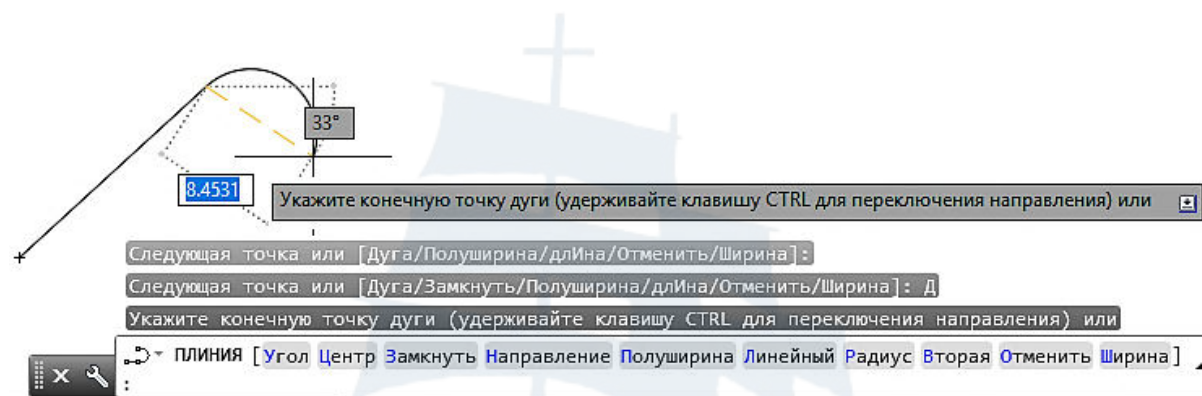 33°
8.4531
Укажите конечную точку дуги (удерживайте клавишу CTRL для переключения направления) или
Следующая точка или [Дуга/Полуширина/длИна/Отменить/Ширина]:
Следующая точка или [Дуга/Замкнуть/Полуширина/длИна/Отменить/Ширина]: Д
Укажите конечную точку дуги (удерживайте клавишу CTRL для переключения направления) или
ПЛИНИЯ [Угол Центр Замкнуть Направление Полуширина Линейный Радиус Вторая Отменить Ширина]
: